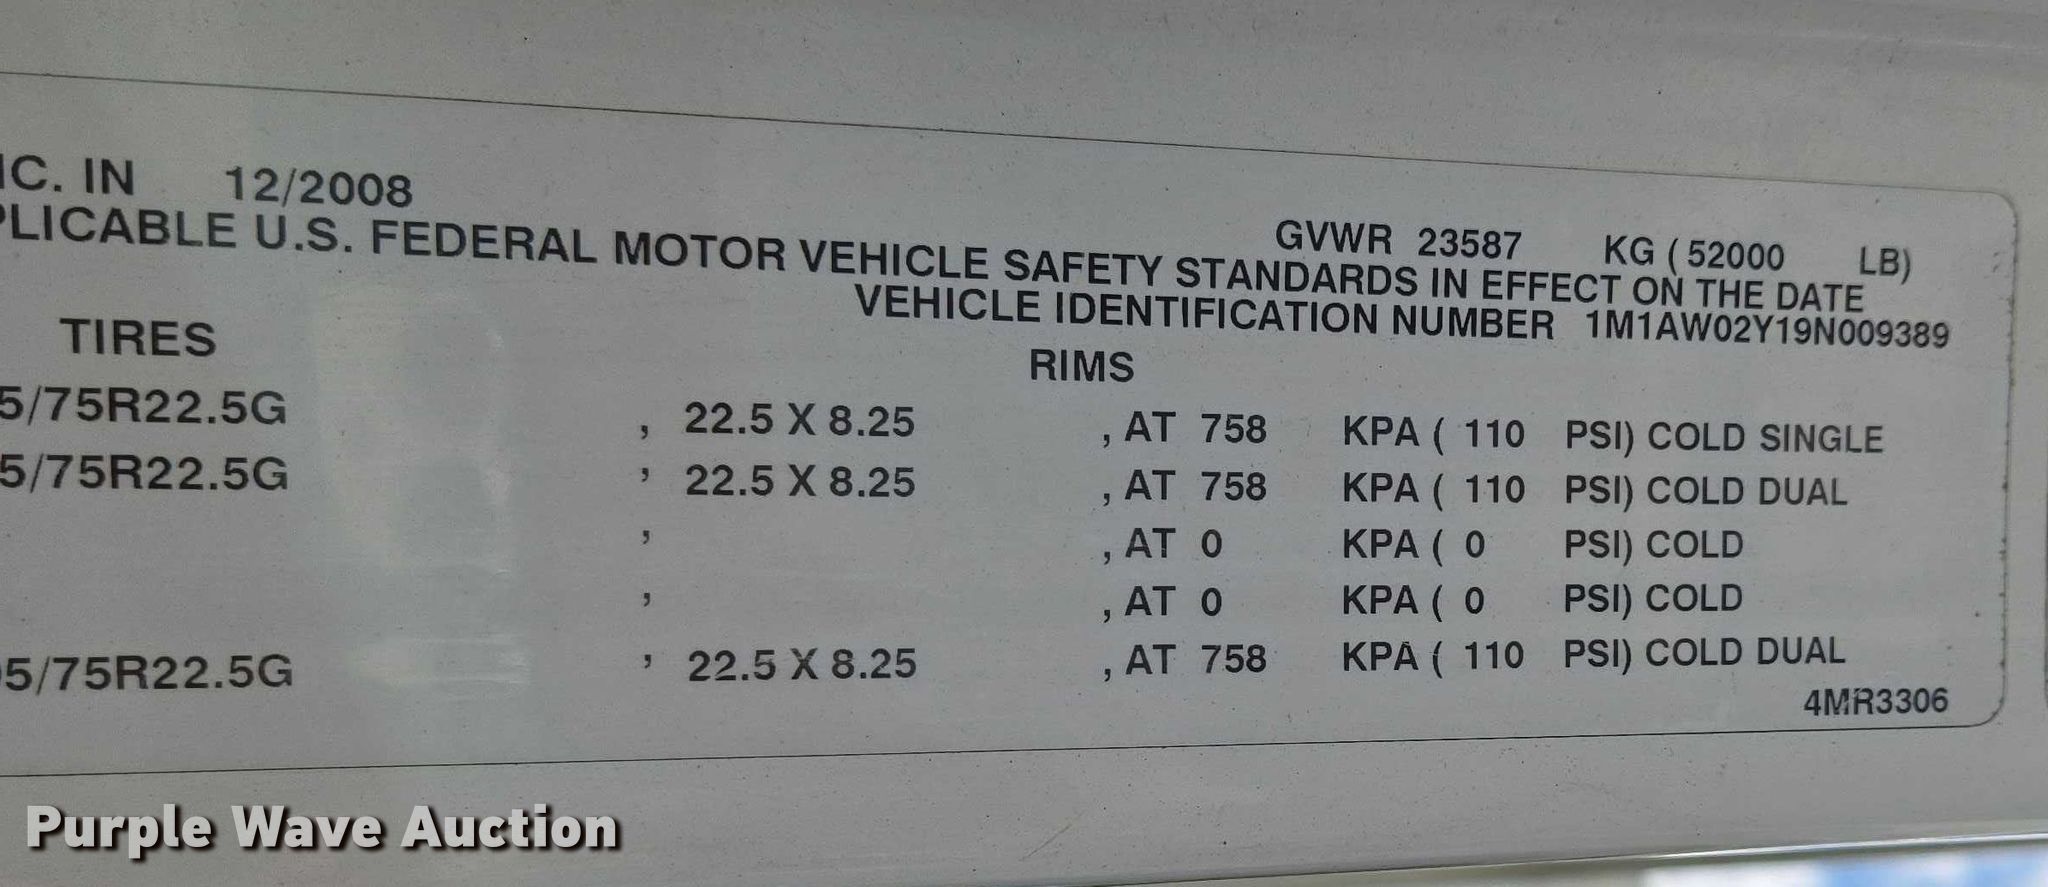 IC. IN 12/2008
GVWR 23587 KG ( 52000 LB)
PLICABLE U.S. FEDERAL MOTOR VEHICLE SAFETY STANDARDS IN EFFECT ON THE DATE
VEHICLE IDENTIFICATION NUMBER 1M1AW02Y19N009389
TIRES RIMS
5/75R22.5G , 22.5 X 8.25 , AT 758 KPA ( 110 PSI) COLD SINGLE
5/75R22.5G , 22.5 X 8.25 , AT 758 KPA ( 110 PSI) COLD DUAL
, , AT 0 KPA ( 0 PSI) COLD
, , AT 0 KPA ( 0 PSI) COLD
5/75R22.5G , 22.5 X 8.25 , AT 758 KPA ( 110 PSI) COLD DUAL
4MR3306
Purple Wave Auction